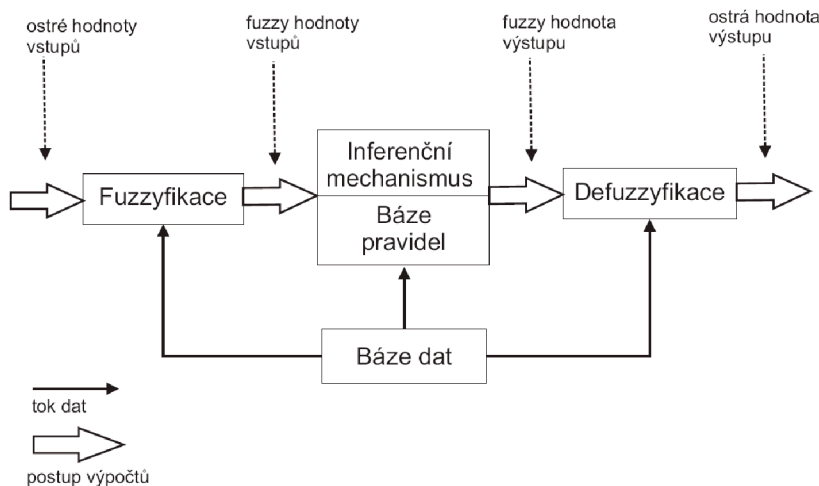 ostré hodnoty
vstupů
fuzzy hodnoty
vstupů
fuzzy hodnota
výstupu
ostrá hodnota
výstupu
Fuzzyfikace
Inferenční
mechanismus
Báze
pravidel
Defuzzyfikace
Báze dat
tok dat
postup výpočtů